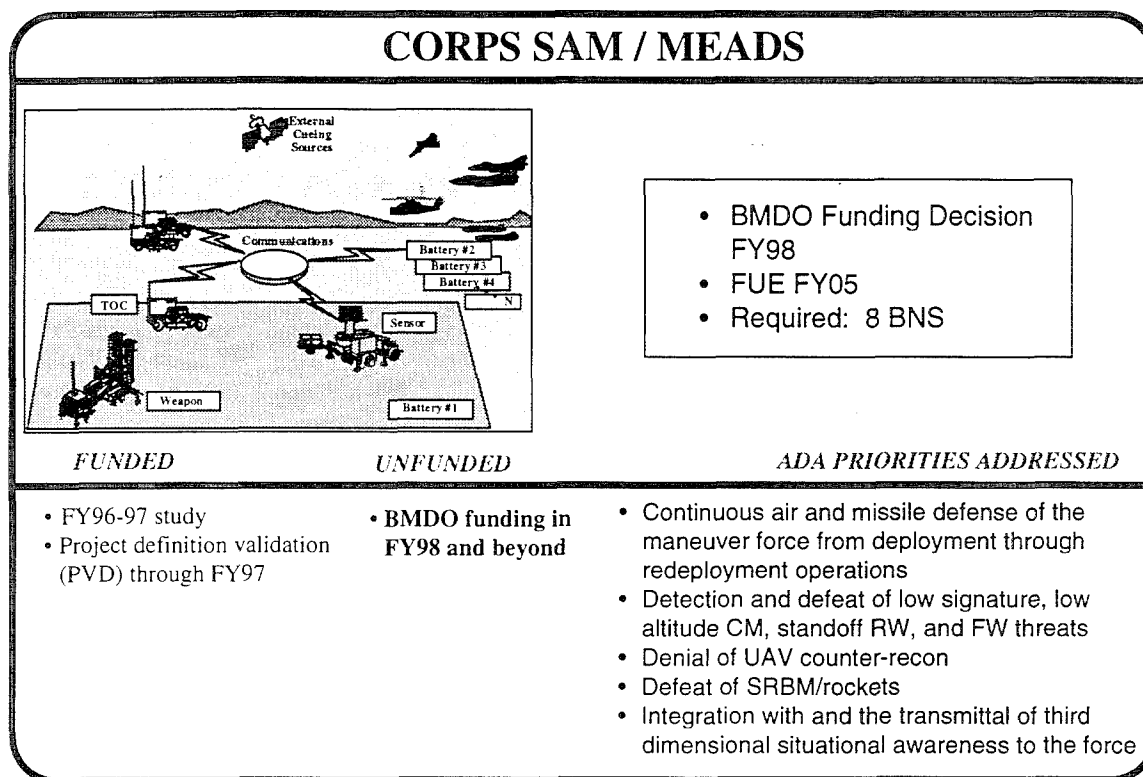 CORPS SAM / MEADS
External
Cueing
Sources
Communications
Battery #2
Battery #3
Battery #4
N
TOC
Sensor
Weapon
Battery #1
• BMDO Funding Decision
FY98
• FUE FY05
• Required: 8 BNS
FUNDED
UNFUNDED
ADA PRIORITIES ADDRESSED
• FY96-97 study
• Project definition validation
(PVD) through FY97
• BMDO funding in
FY98 and beyond
• Continuous air and missile defense of the
maneuver force from deployment through
redeployment operations
• Detection and defeat of low signature, low
altitude CM, standoff RW, and FW threats
• Denial of UAV counter-recon
• Defeat of SRBM/rockets
• Integration with and the transmittal of third
dimensional situational awareness to the force